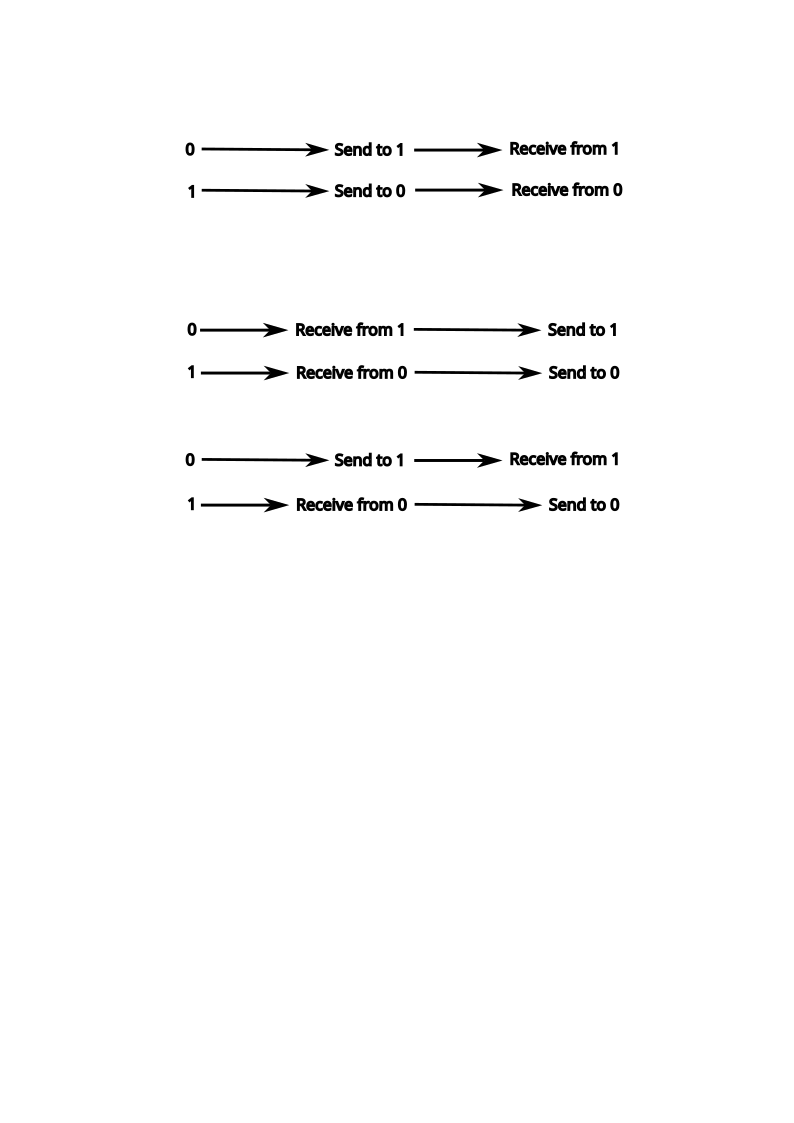 0 Send to 1 Receive from 1
1 Send to 0 Receive from 0
0 Receive from 1 Send to 1
1 Receive from 0 Send to 0
0 Send to 1 Receive from 1
1 Receive from 0 Send to 0